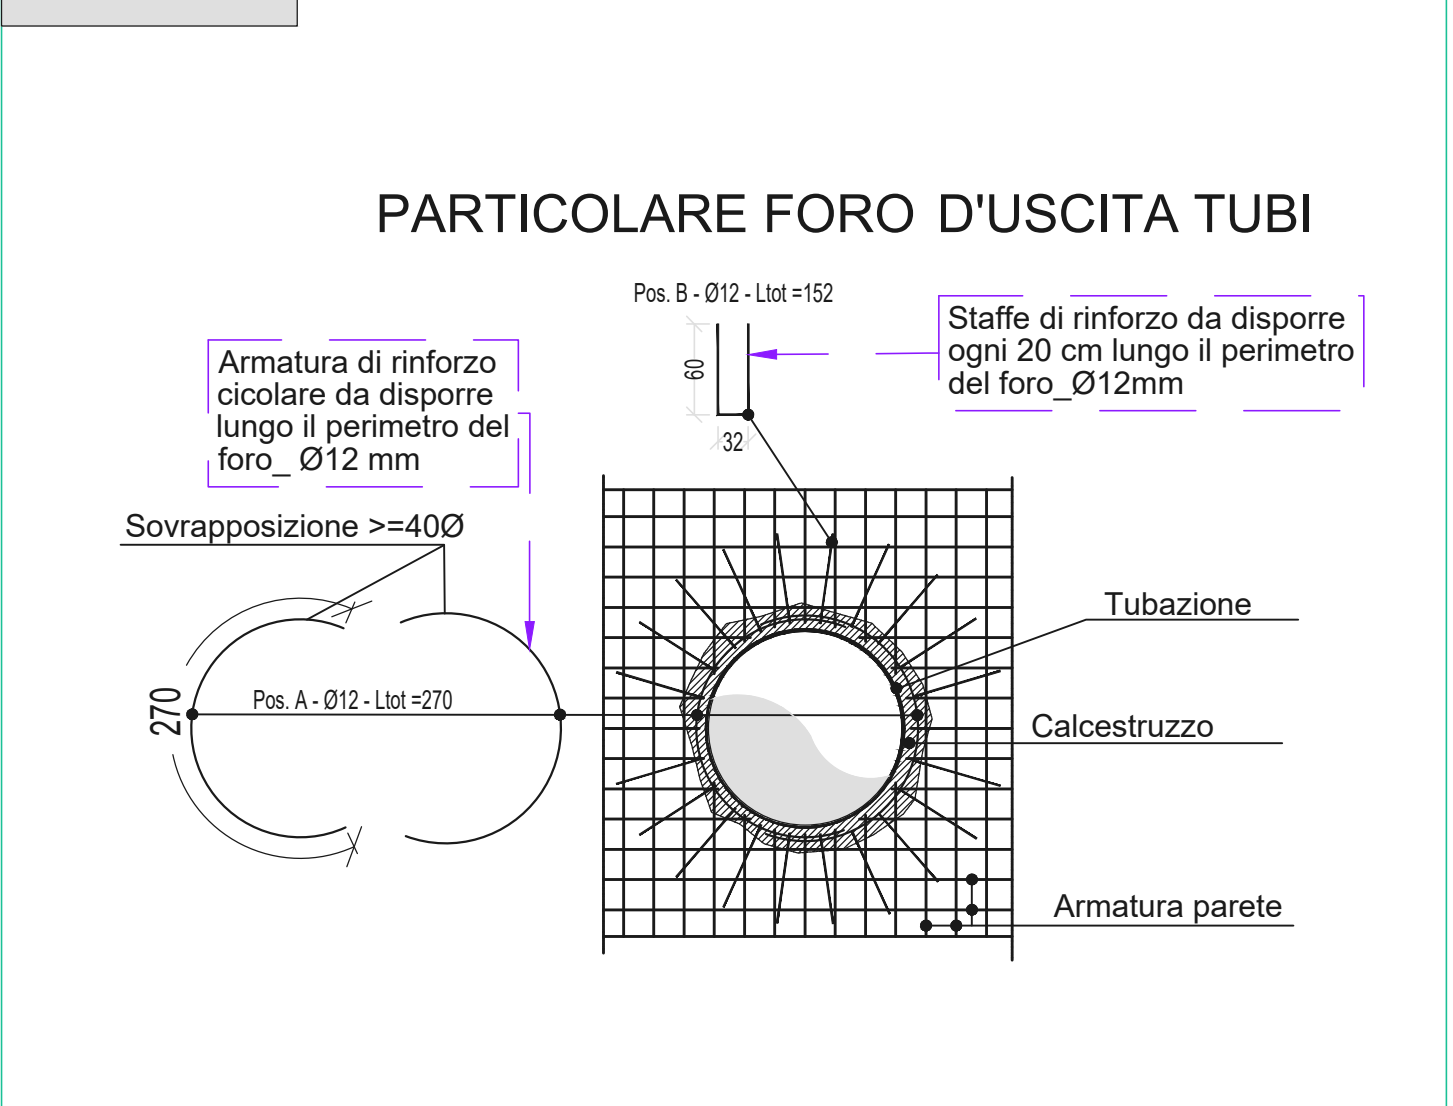 PARTICOLARE FORO D'USCITA TUBI
Pos. B - Ø12 - Ltot =152
60
32
Staffe di rinforzo da disporre
ogni 20 cm lungo il perimetro
del foro_Ø12mm
Armatura di rinforzo
cicolare da disporre
lungo il perimetro del
foro_ Ø12 mm
Sovrapposizione >=40Ø
270
Pos. A - Ø12 - Ltot =270
Tubazione
Calcestruzzo
Armatura parete